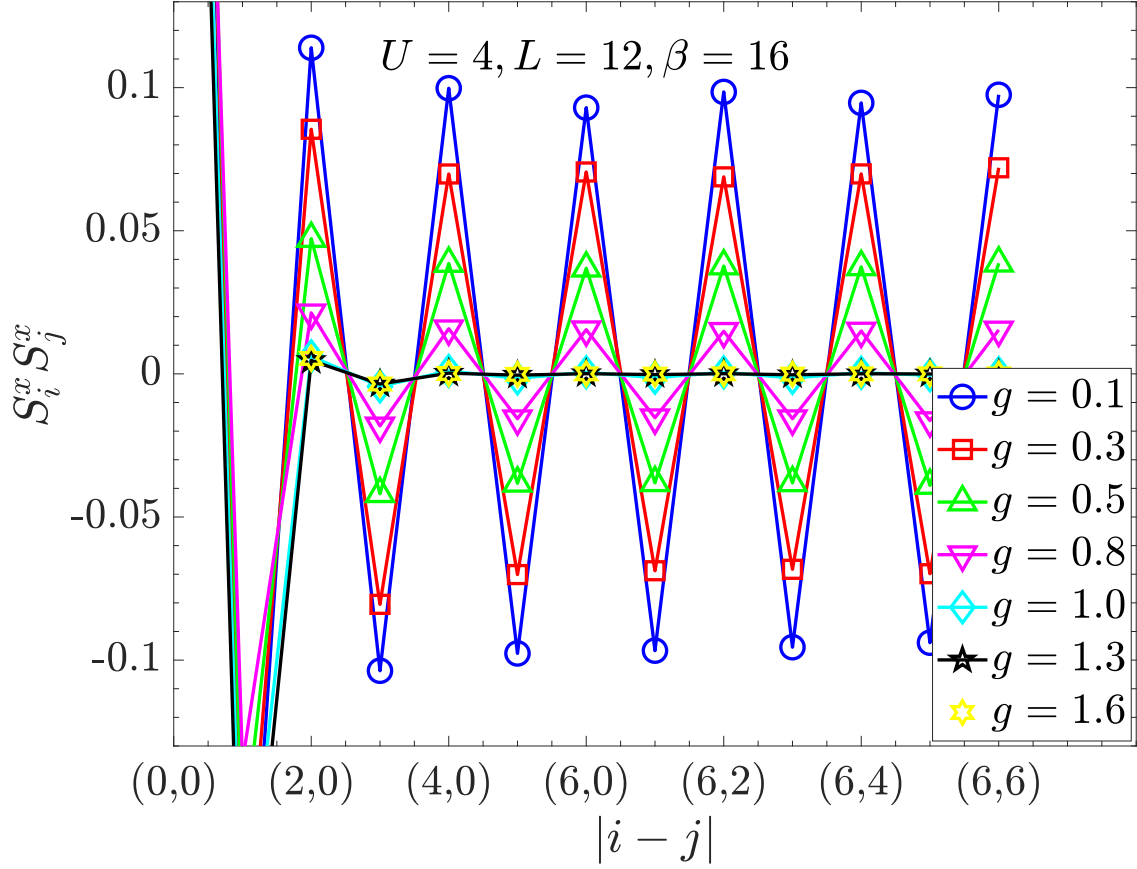 U = 4, L = 12, β = 16
0.1
0.05
0
-0.05
-0.1
S_i^x S_j^x
g = 0.1
g = 0.3
g = 0.5
g = 0.8
g = 1.0
g = 1.3
g = 1.6
(0,0) (2,0) (4,0) (6,0) (6,2) (6,4) (6,6)
|i − j|